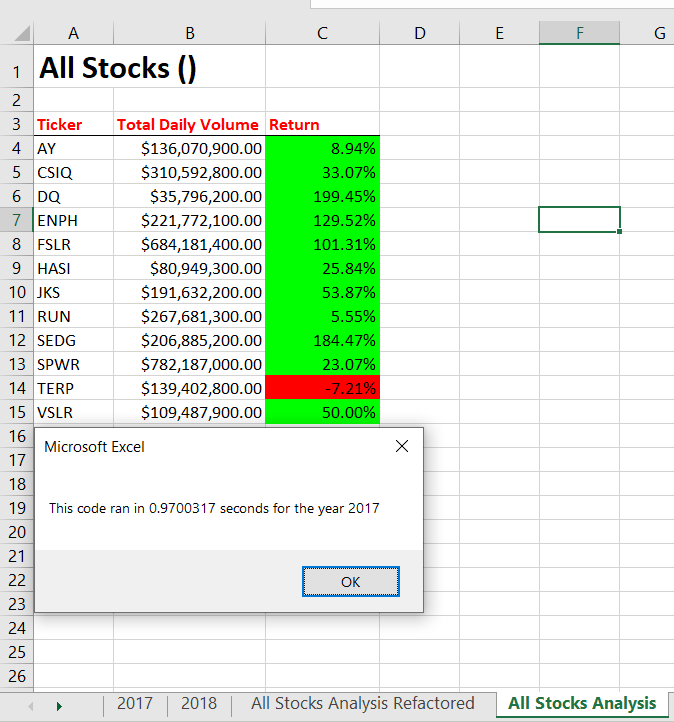 A B C D E F G
1 All Stocks ()
2
3 Ticker Total Daily Volume Return
4 AY $136,070,900.00 8.94%
5 CSIQ $310,592,800.00 33.07%
6 DQ $35,796,200.00 199.45%
7 ENPH $221,772,100.00 129.52%
8 FSLR $684,181,400.00 101.31%
9 HASI $80,949,300.00 25.84%
10 JKS $191,632,200.00 53.87%
11 RUN $267,681,300.00 5.55%
12 SEDG $206,885,200.00 184.47%
13 SPWR $782,187,000.00 23.07%
14 TERP $139,402,800.00 -7.21%
15 VSLR $109,487,900.00 50.00%
16
17 Microsoft Excel
18
19 This code ran in 0.9700317 seconds for the year 2017
20
21
22 OK
23
24
25
26
2017 2018 All Stocks Analysis Refactored All Stocks Analysis